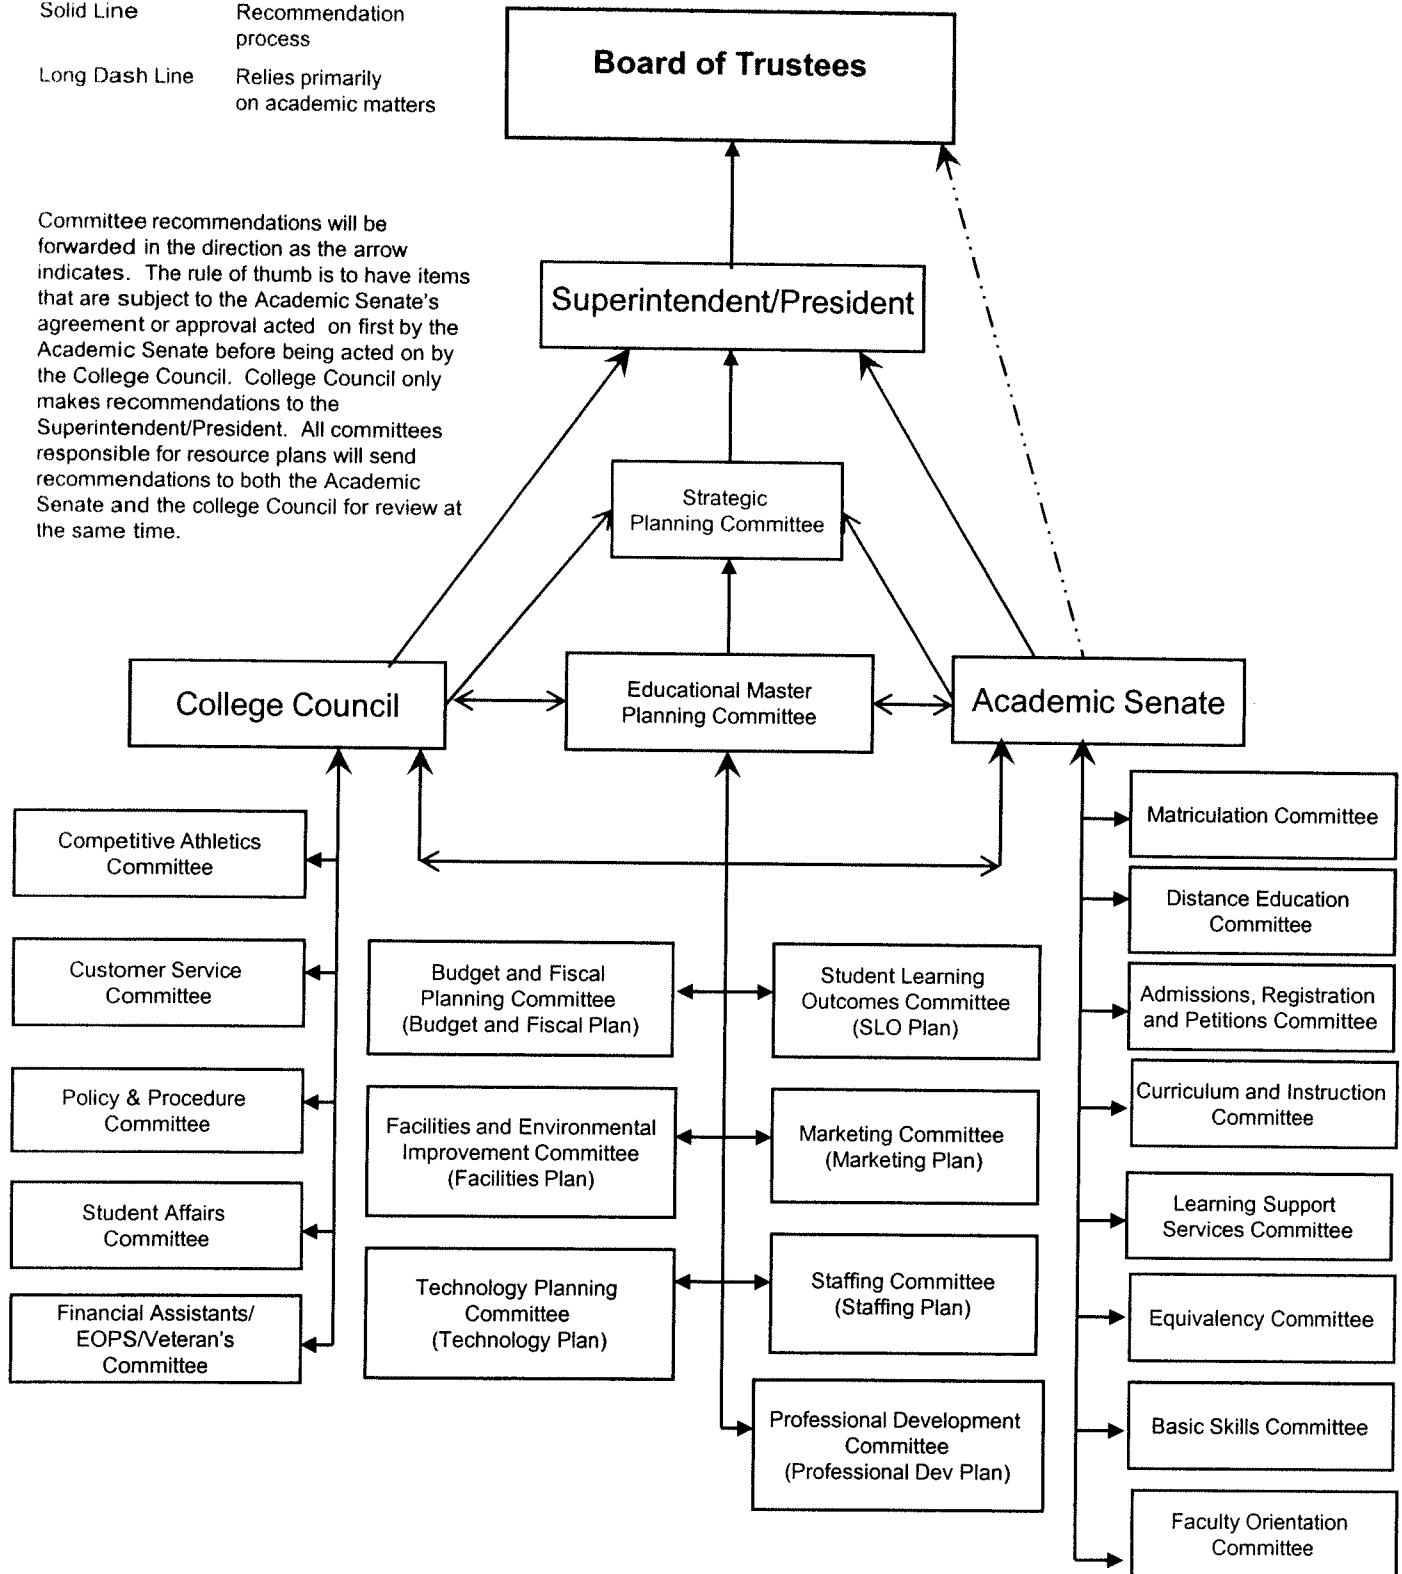 Solid Line Recommendation
process
Long Dash Line Relies primarily
on academic matters
Board of Trustees
Committee recommendations will be
forwarded in the direction as the arrow
indicates. The rule of thumb is to have items
that are subject to the Academic Senate's
agreement or approval acted on first by the
Academic Senate before being acted on by
the College Council. College Council only
makes recommendations to the
Superintendent/President. All committees
responsible for resource plans will send
recommendations to both the Academic
Senate and the college Council for review at
the same time.
Superintendent/President
Strategic
Planning Committee
College Council
Educational Master
Planning Committee
Academic Senate
Competitive Athletics
Committee
Customer Service
Committee
Policy & Procedure
Committee
Student Affairs
Committee
Financial Assistants/
EOPS/Veteran's
Committee
Budget and Fiscal
Planning Committee
(Budget and Fiscal Plan)
Facilities and Environmental
Improvement Committee
(Facilities Plan)
Technology Planning
Committee
(Technology Plan)
Student Learning
Outcomes Committee
(SLO Plan)
Marketing Committee
(Marketing Plan)
Staffing Committee
(Staffing Plan)
Professional Development
Committee
(Professional Dev Plan)
Matriculation Committee
Distance Education
Committee
Admissions, Registration
and Petitions Committee
Curriculum and Instruction
Committee
Learning Support
Services Committee
Equivalency Committee
Basic Skills Committee
Faculty Orientation
Committee